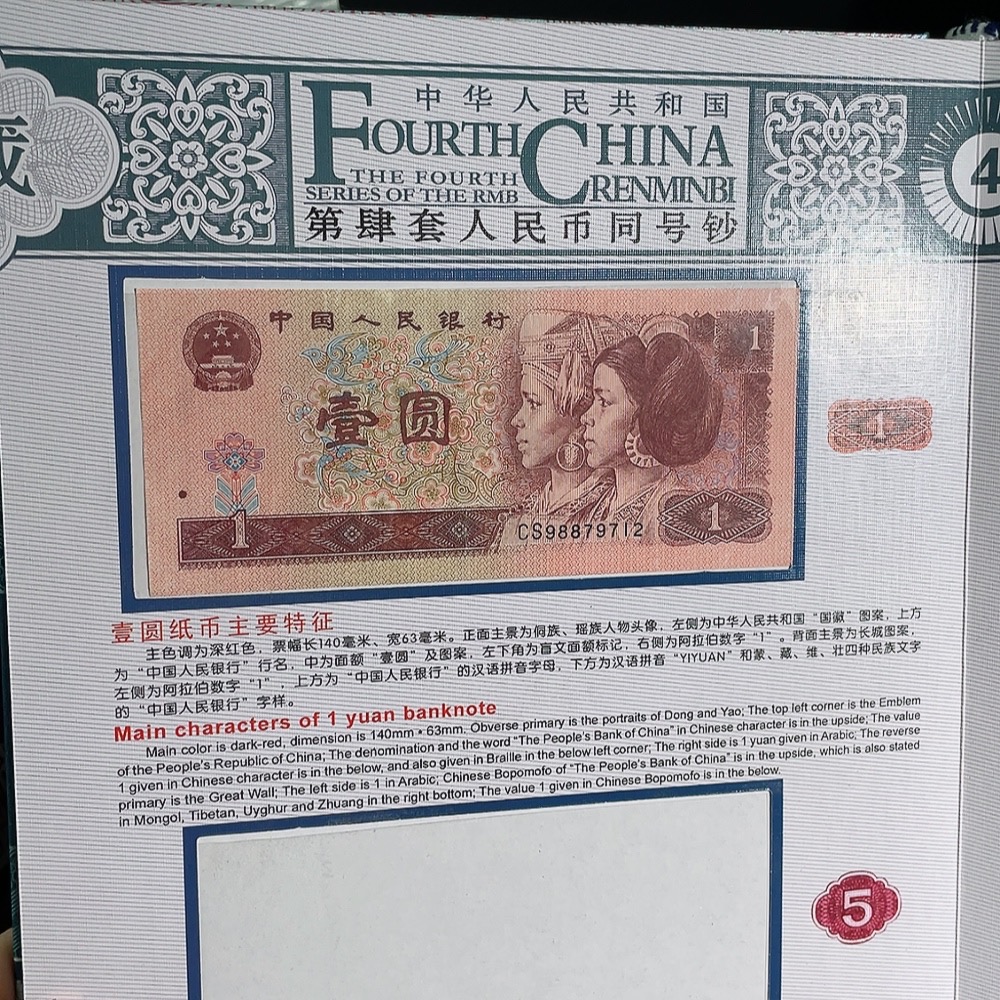 中华人民共和国
FOURTH CHINA
THE FOURTH
SERIES OF THE RMB
RENMINBI
第肆套人民币同号钞
4
中国人民银行
1
壹圆
1
CS98879712
1
1
壹圆纸币主要特征
主色调为深红色，票幅长140毫米、宽63毫米。正面主景为侗族、瑶族人物头像，左侧为中华人民共和国“国徽”图案，上方
为“中国人民银行”行名，中为面额“壹圆”及图案，左下角为盲文面额标记，右侧为阿拉伯数字“1”。背面主景为长城图案，
左侧为阿拉伯数字“1”，上方为“中国人民银行”的汉语拼音字母，下方为汉语拼音“YIYUAN”和蒙、藏、维、壮四种民族文字
的“中国人民银行”字样。
Main characters of 1 yuan banknote
Main color is dark-red, dimension is 140mm•63mm. Obverse primary is the portraits of Dong and Yao; The top left corner is the Emblem
of the People's Republic of China; The denomination and the word “The People's Bank of China” in Chinese character is in the upside; The value
1 given in Chinese character is in the below, and also given in Braille in the below left corner; The right side is 1 yuan given in Arabic; The reverse
primary is the Great Wall; The left side is 1 in Arabic; Chinese Bopomofo of “The People's Bank of China” is in the upside, which is also stated
in Mongol, Tibetan, Uyghur and Zhuang in the right bottom; The value 1 given in Chinese Bopomofo is in the below.
5